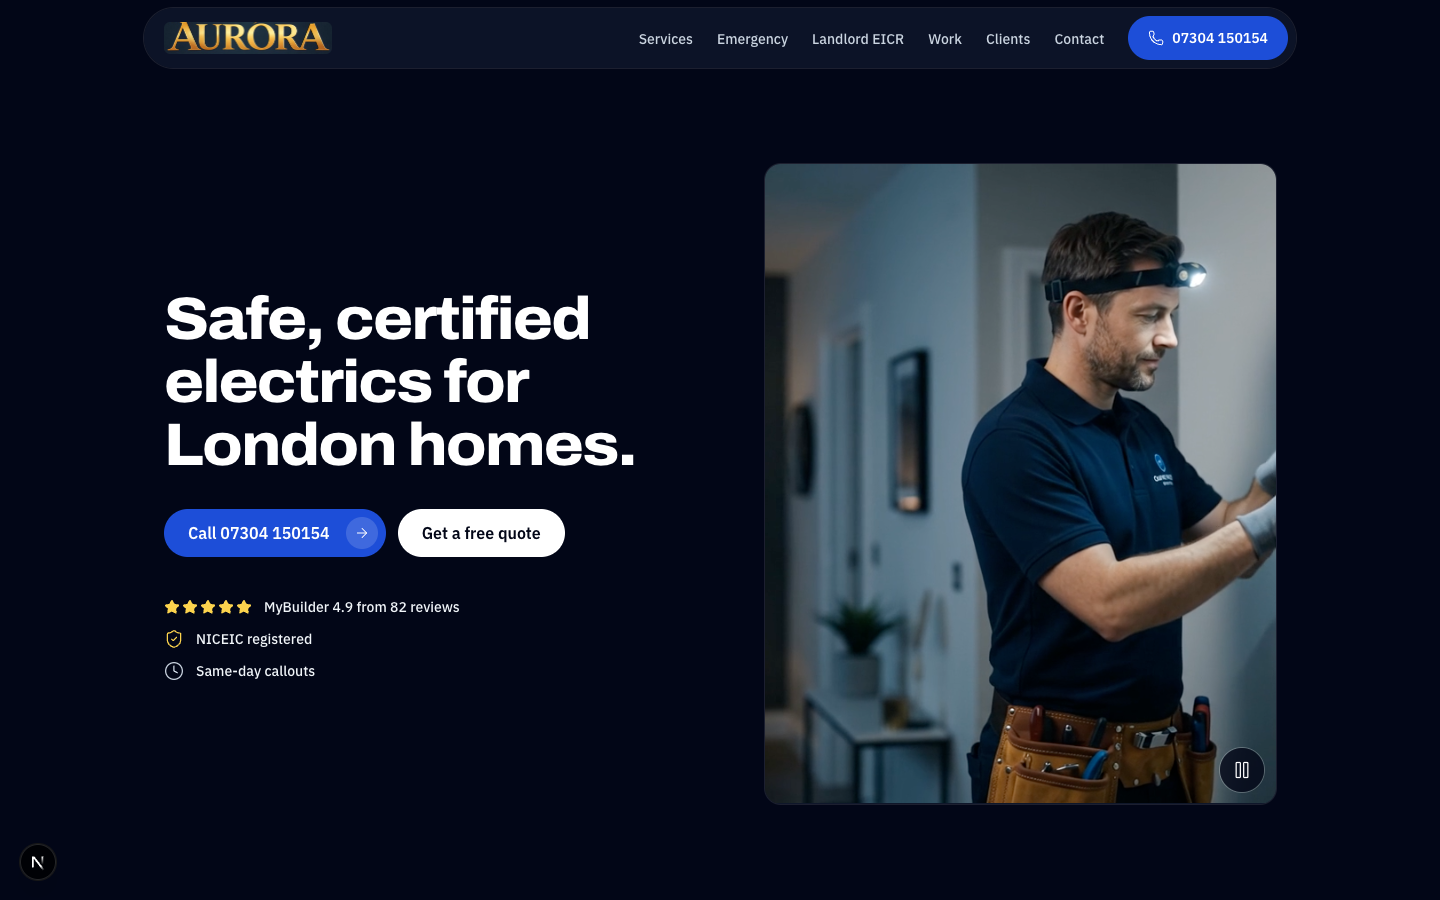 AURORA
Services
Emergency
Landlord EICR
Work
Clients
Contact
07304 150154
Safe, certified
electrics for
London homes.
Call 07304 150154
Get a free quote
MyBuilder 4.9 from 82 reviews
NICEIC registered
Same-day callouts
N